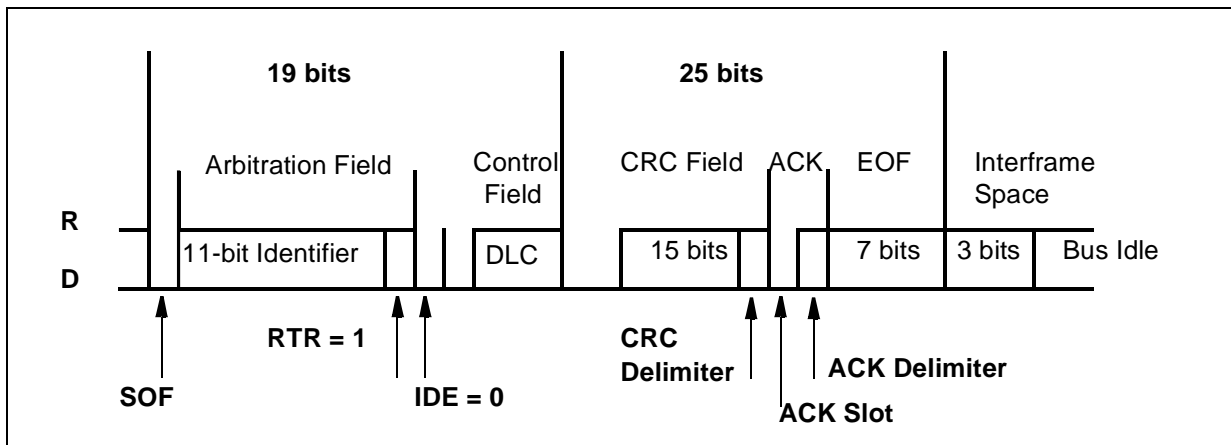 19 bits
25 bits
Arbitration Field
Control
Field
CRC Field
ACK
EOF
Interframe
Space
R
D
11-bit Identifier
DLC
15 bits
7 bits
3 bits
Bus Idle
RTR = 1
CRC
Delimiter
ACK Delimiter
SOF
IDE = 0
ACK Slot